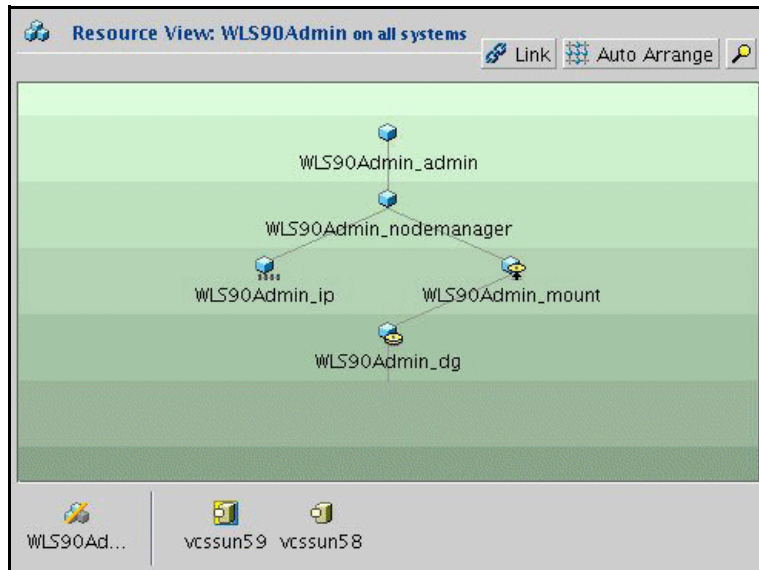 Resource View: WLS90Admin on all systems
Link Auto Arrange
WLS90Admin_admin
WLS90Admin_nodemanager
WLS90Admin_ip WLS90Admin_mount
WLS90Admin_dg
WLS90Ad... vcssun59 vcssun58